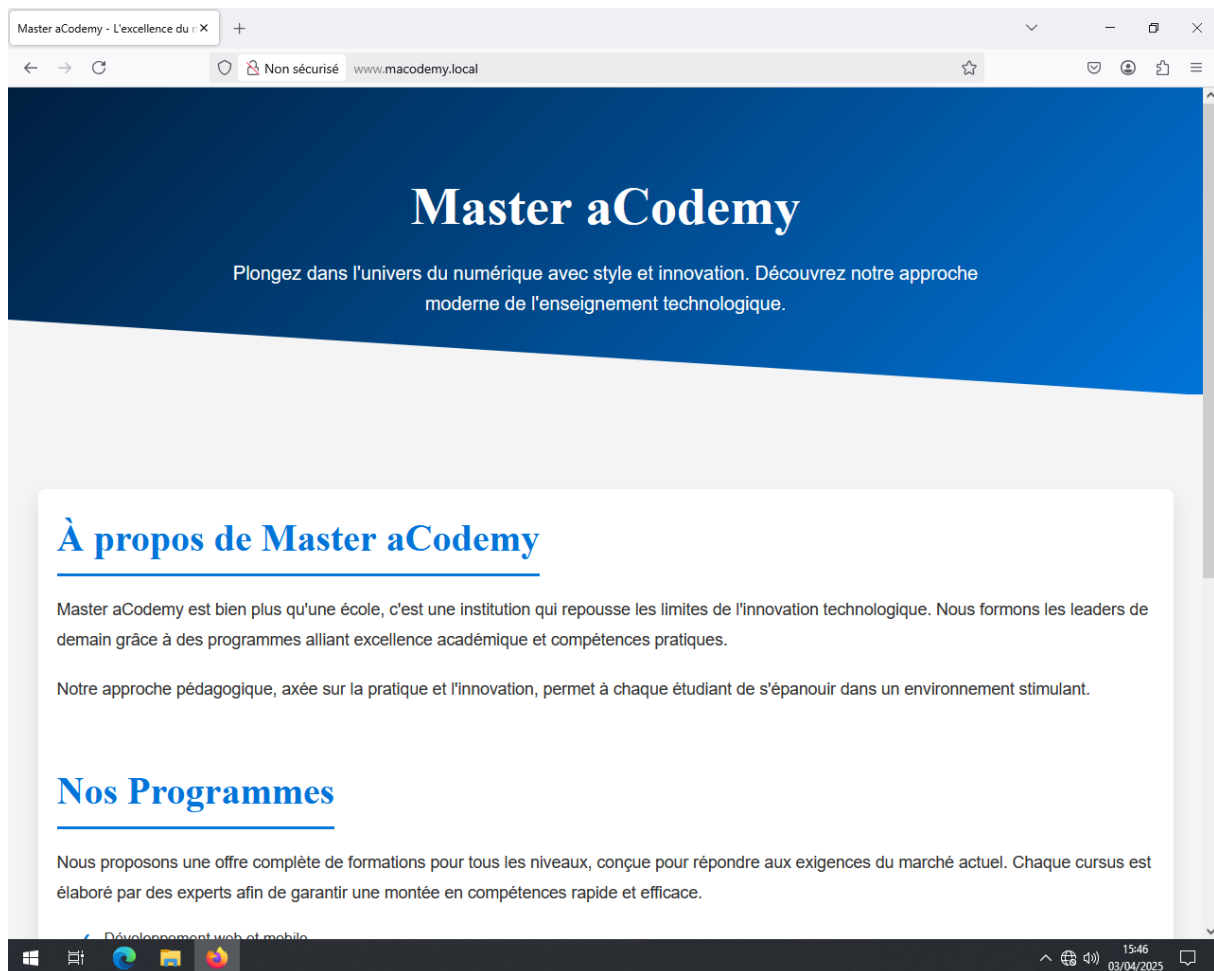 Master aCodemy - L'excellence du n
Non sécurisé www.macodemy.local
Master aCodemy
Plongez dans l'univers du numérique avec style et innovation. Découvrez notre approche
moderne de l'enseignement technologique.
À propos de Master aCodemy
Master aCodemy est bien plus qu'une école, c'est une institution qui repousse les limites de l'innovation technologique. Nous formons les leaders de
demain grâce à des programmes alliant excellence académique et compétences pratiques.
Notre approche pédagogique, axée sur la pratique et l'innovation, permet à chaque étudiant de s'épanouir dans un environnement stimulant.
Nos Programmes
Nous proposons une offre complète de formations pour tous les niveaux, conçue pour répondre aux exigences du marché actuel. Chaque cursus est
élaboré par des experts afin de garantir une montée en compétences rapide et efficace.
Développement web et mobile
15:46
03/04/2025